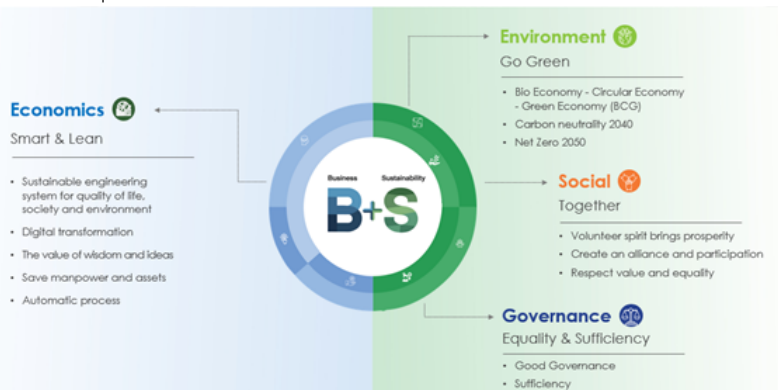 Economics
Smart & Lean
• Sustainable engineering
system for quality of life,
society and environment
• Digital transformation
• The value of wisdom and ideas
• Save manpower and assets
• Automatic process
Business Sustainability
B+S
Environment
Go Green
• Bio Economy - Circular Economy
- Green Economy (BCG)
• Carbon neutrality 2040
• Net Zero 2050
Social
Together
• Volunteer spirit brings prosperity
• Create an alliance and participation
• Respect value and equality
Governance
Equality & Sufficiency
• Good Governance
• Sufficiency